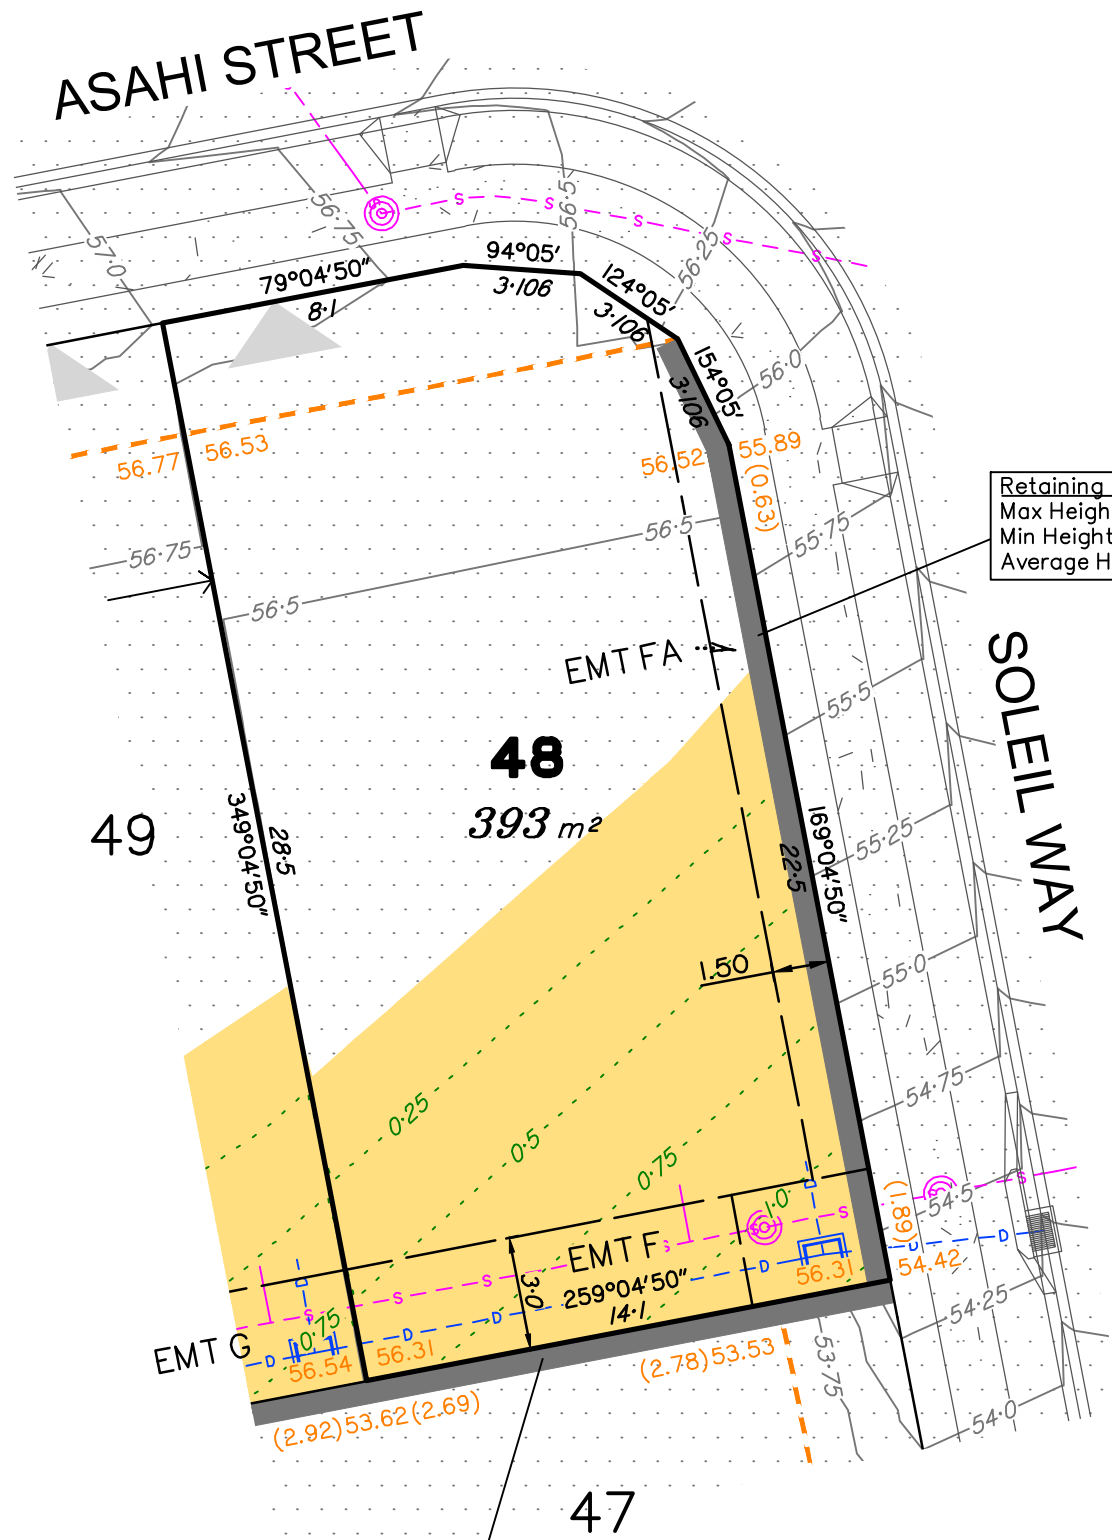 ASAHI STREET
57·0
56·75
S
S
56·5
S
S
S
S
56·25
79°04'50"
8·1
94°05'
3·106
124°05'
3·106
154°05'
3·106
56·0
56.77
56.53
56.52
55.89
(0.63)
56·75
56·5
56·5
55·75
Retaining
Max Heigh
Min Height
Average H
EMT FA
55·5
SOLEIL WAY
48
393 m²
49
349°04'50"
28·5
169°04'50"
22·5
55·25
1.50
55·0
54·75
0·25
0·5
0·75
1·0
54·5
S
S
(1.89)
D
EMT F
S
S
S
S
S
S
259°04'50"
14·1
3·0
D
D
D
D
D
D
D
D
56.31
54.42
54·25
EMT G
0·75
56.54
56.31
(2.78)
53.53
53·75
54·0
(2.92)
53.62
(2.69)
47